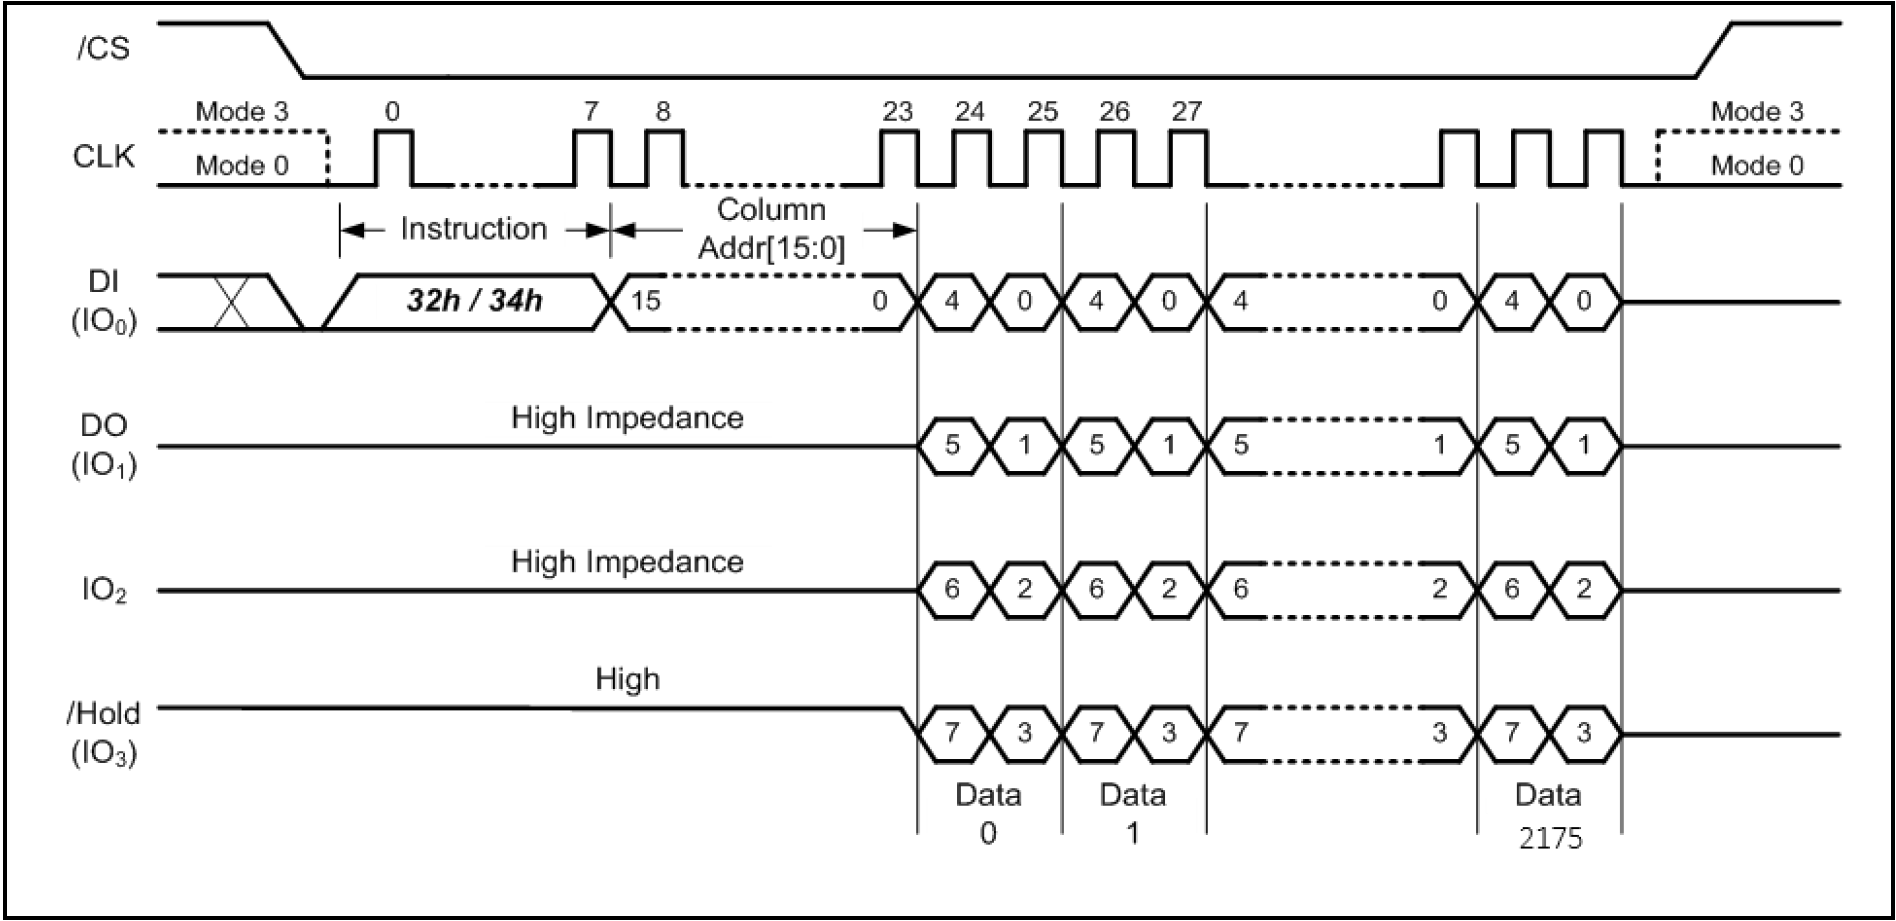 /CS
Mode 3 0 7 8 23 24 25 26 27 Mode 3
CLK
Mode 0 Mode 0
Instruction Column
Addr[15:0]
DI
(IO₀)
32h / 34h 15 0 4 0 4 0 4 0 4 0
High Impedance
DO
(IO₁)
5 1 5 1 5 1 5 1
High Impedance
IO₂ 6 2 6 2 6 2 6 2
High
/Hold
(IO₃)
7 3 7 3 7 3 7 3
Data Data Data
0 1 2175